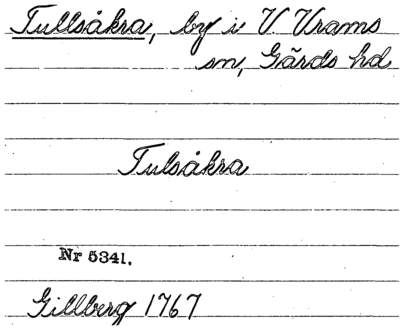 Tullsåkra, by i V. Vrams
sn, Gärds hd
Tulsåkra
Nr 5341.
Gillberg 1767